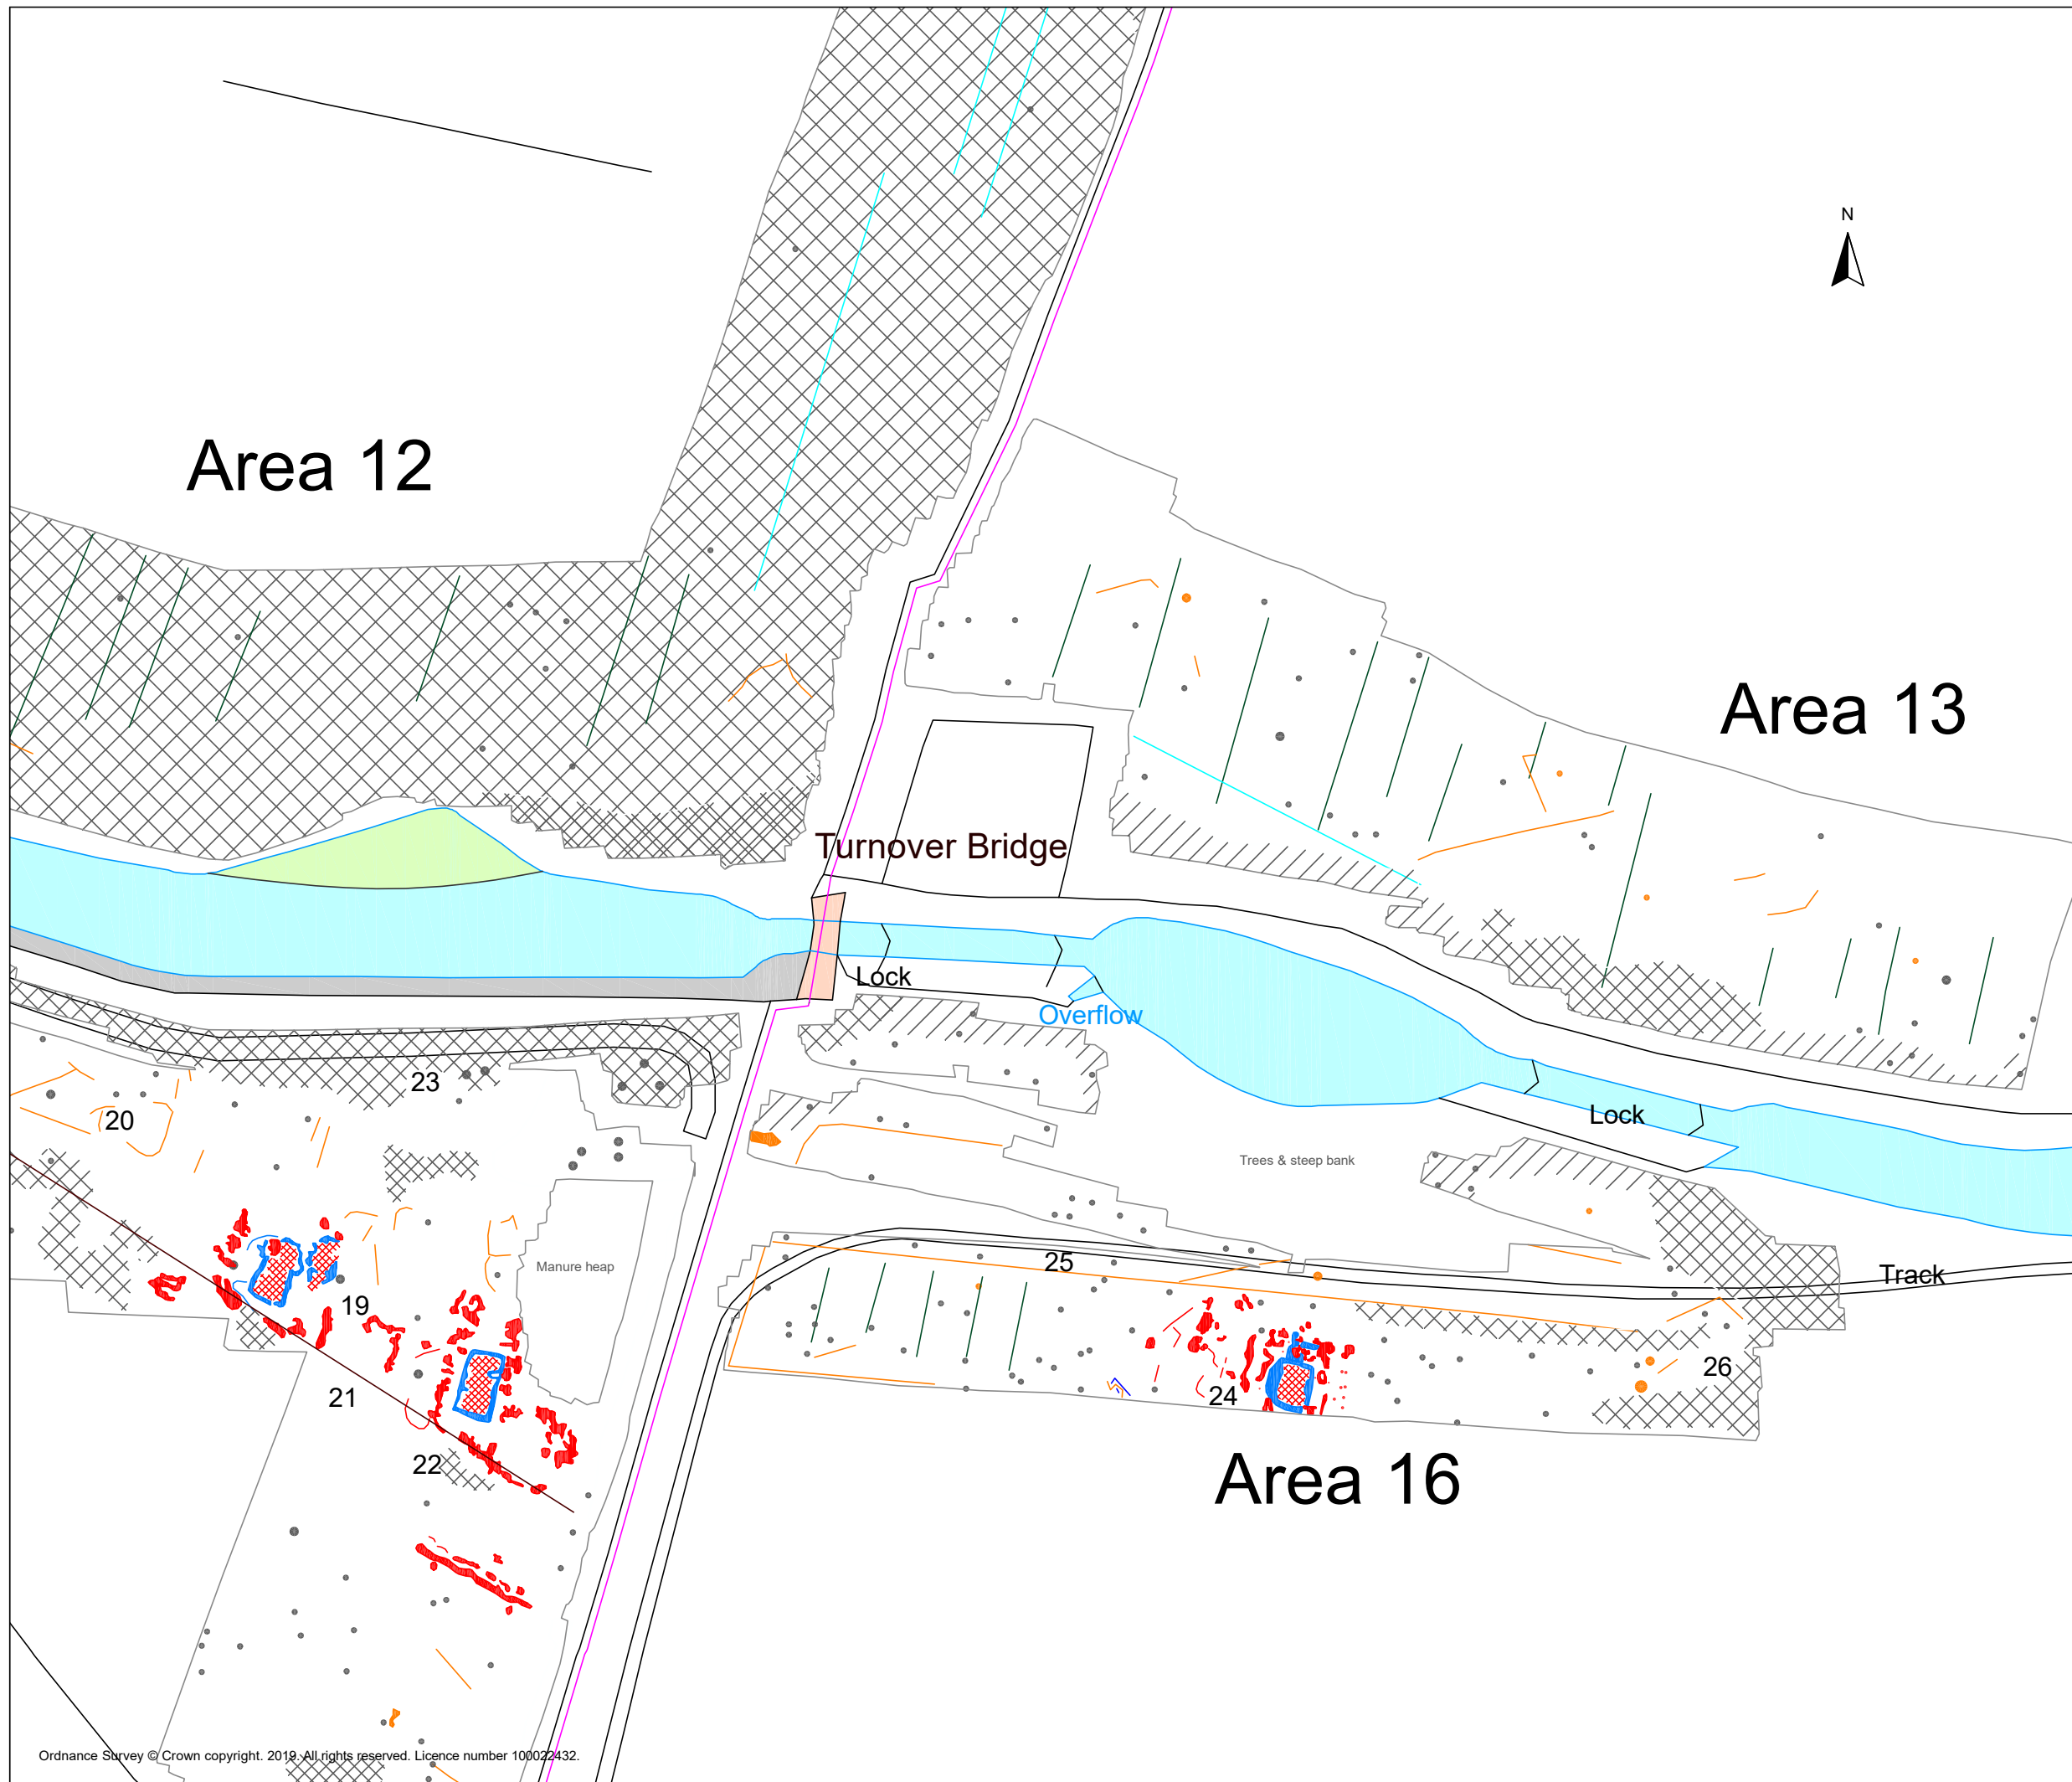 N
Area 12
Area 13
Turnover Bridge
Lock
Overflow
23
20
Lock
Trees & steep bank
Manure heap
25
Track
19
26
21
24
22
Area 16
Ordnance Survey © Crown copyright. 2019. All rights reserved. Licence number 100022432.